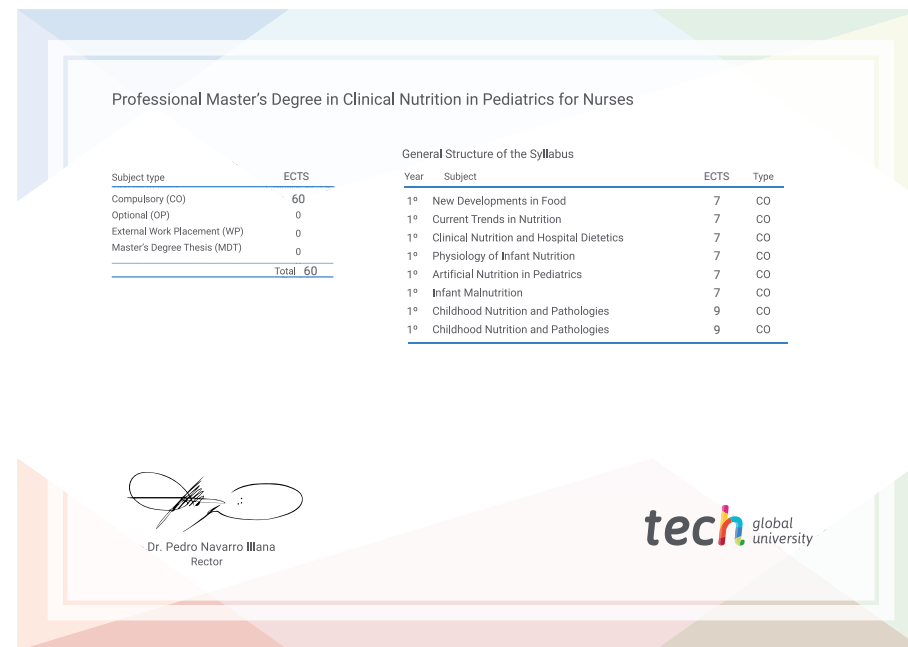 Professional Master's Degree in Clinical Nutrition in Pediatrics for Nurses
Subject type ECTS
Compulsory (CO) 60
Optional (OP) 0
External Work Placement (WP) 0
Master's Degree Thesis (MDT) 0
Total 60
General Structure of the Syllabus
Year Subject ECTS Type
1º New Developments in Food 7 CO
1º Current Trends in Nutrition 7 CO
1º Clinical Nutrition and Hospital Dietetics 7 CO
1º Physiology of Infant Nutrition 7 CO
1º Artificial Nutrition in Pediatrics 7 CO
1º Infant Malnutrition 7 CO
1º Childhood Nutrition and Pathologies 9 CO
1º Childhood Nutrition and Pathologies 9 CO
Dr. Pedro Navarro Illana
Rector
tech global
university